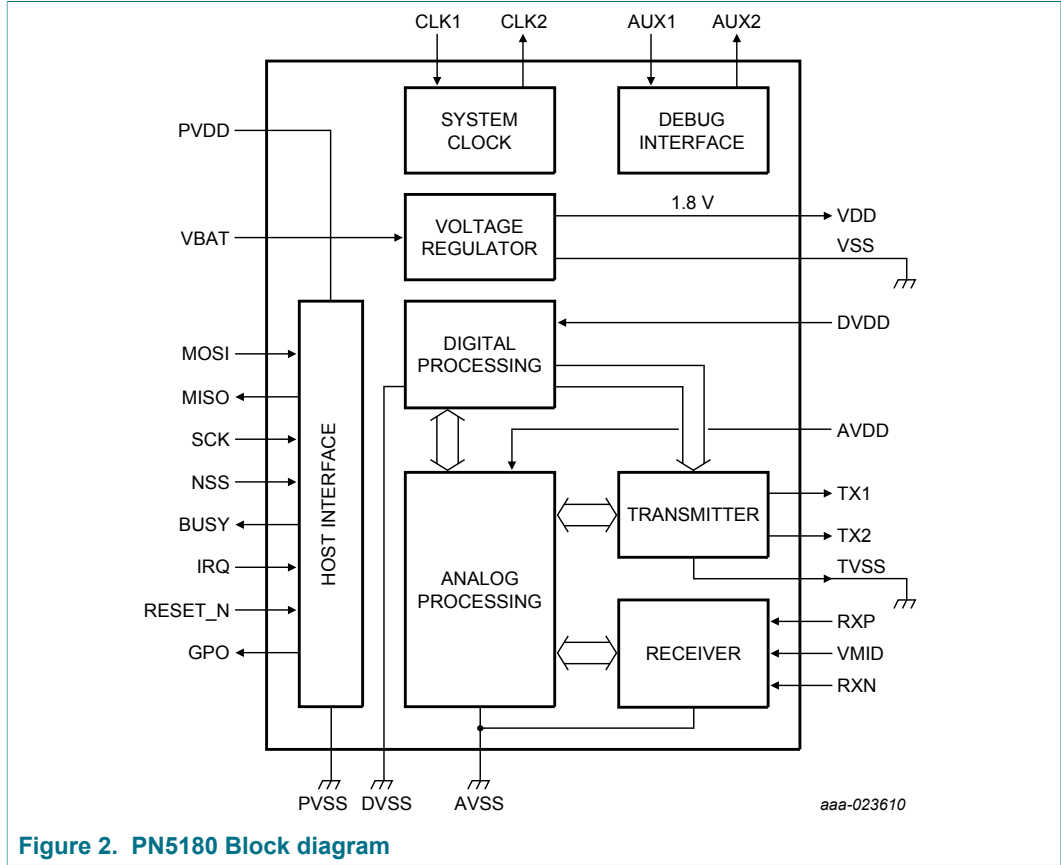 CLK1 CLK2 AUX1 AUX2
SYSTEM
CLOCK
DEBUG
INTERFACE
PVDD
1.8 V
VDD
VBAT
VOLTAGE
REGULATOR
VSS
DVDD
DIGITAL
PROCESSING
MOSI
MISO
SCK
NSS
BUSY
IRQ
RESET_N
GPO
HOST INTERFACE
AVDD
TRANSMITTER
TX1
TX2
TVSS
ANALOG
PROCESSING
RECEIVER
RXP
VMID
RXN
PVSS DVSS AVSS
aaa-023610
Figure 2. PN5180 Block diagram